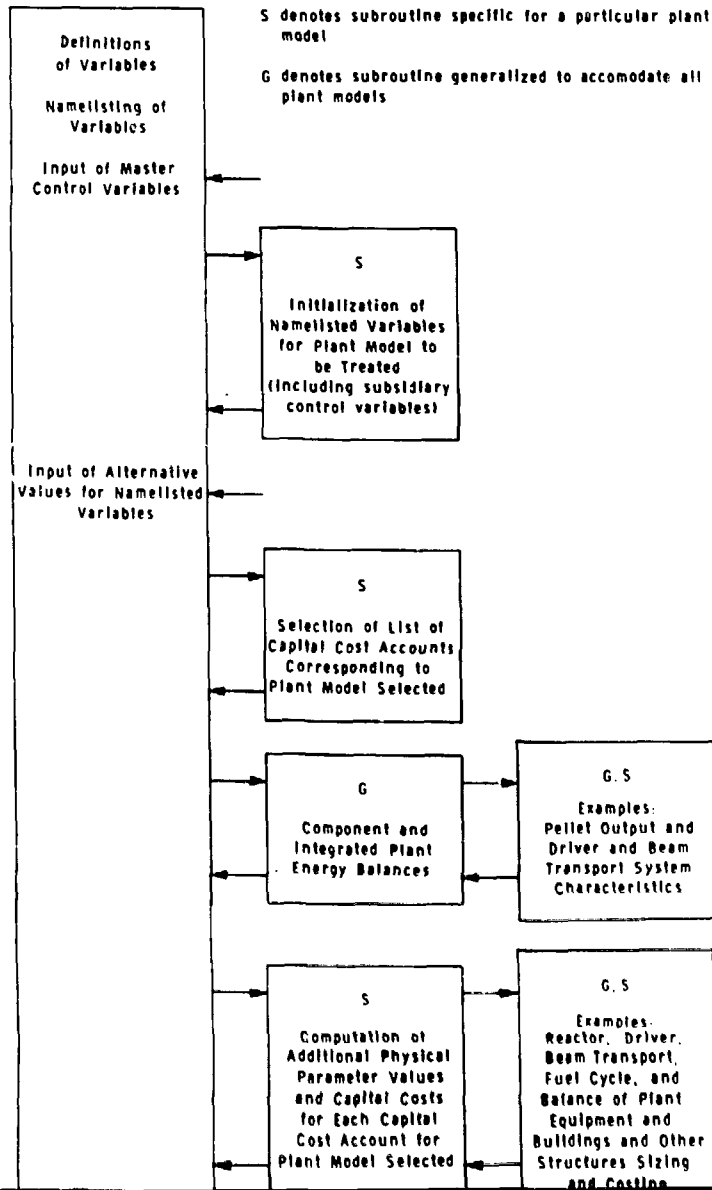 S denotes subroutine specific for a particular plant
model
G denotes subroutine generalized to accomodate all
plant models
Definitions
of Variables
Namelisting of
Variables
Input of Master
Control Variables
S
Initialization of
Namelisted Variables
for Plant Model to
be Treated
(including subsidiary
control variables)
Input of Alternative
Values for Namelisted
Variables
S
Selection of List of
Capital Cost Accounts
Corresponding to
Plant Model Selected
G
Component and
Integrated Plant
Energy Balances
G, S
Examples:
Pellet Output and
Driver and Beam
Transport System
Characteristics
S
Computation of
Additional Physical
Parameter Values
and Capital Costs
for Each Capital
Cost Account for
Plant Model Selected
G, S
Examples:
Reactor, Driver,
Beam Transport,
Fuel Cycle, and
Balance of Plant
Equipment and
Buildings and Other
Structures Sizing
and Costing